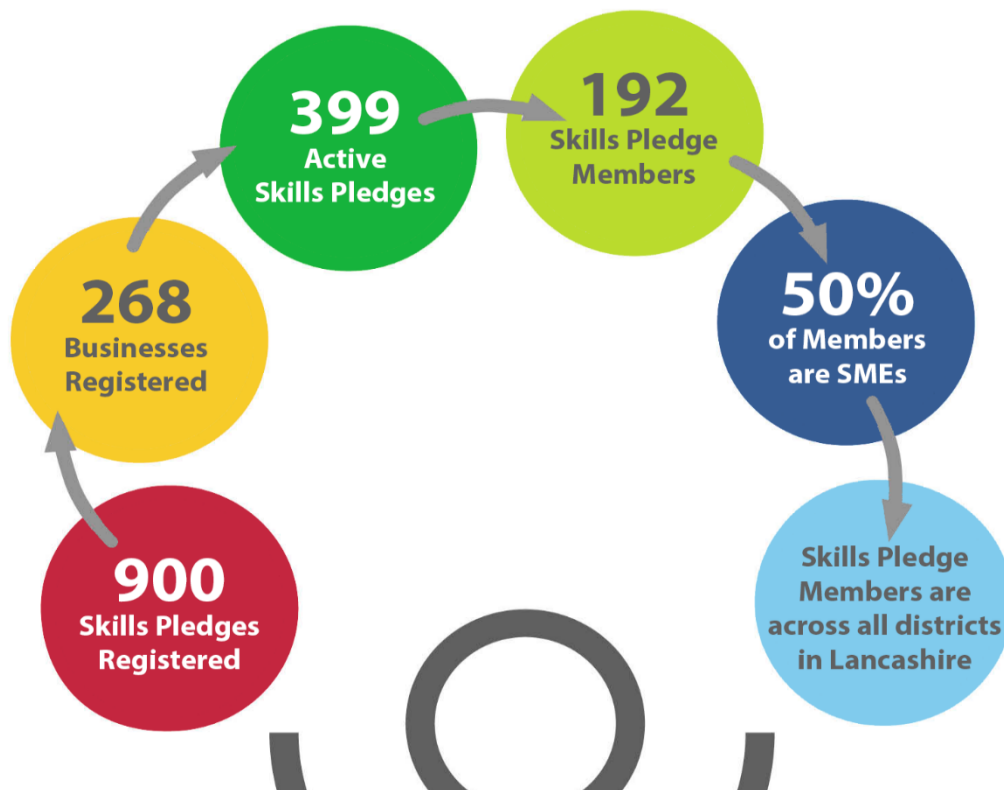 900
Skills Pledges
Registered
268
Businesses
Registered
399
Active
Skills Pledges
192
Skills Pledge
Members
50%
of Members
are SMEs
Skills Pledge
Members are
across all districts
in Lancashire